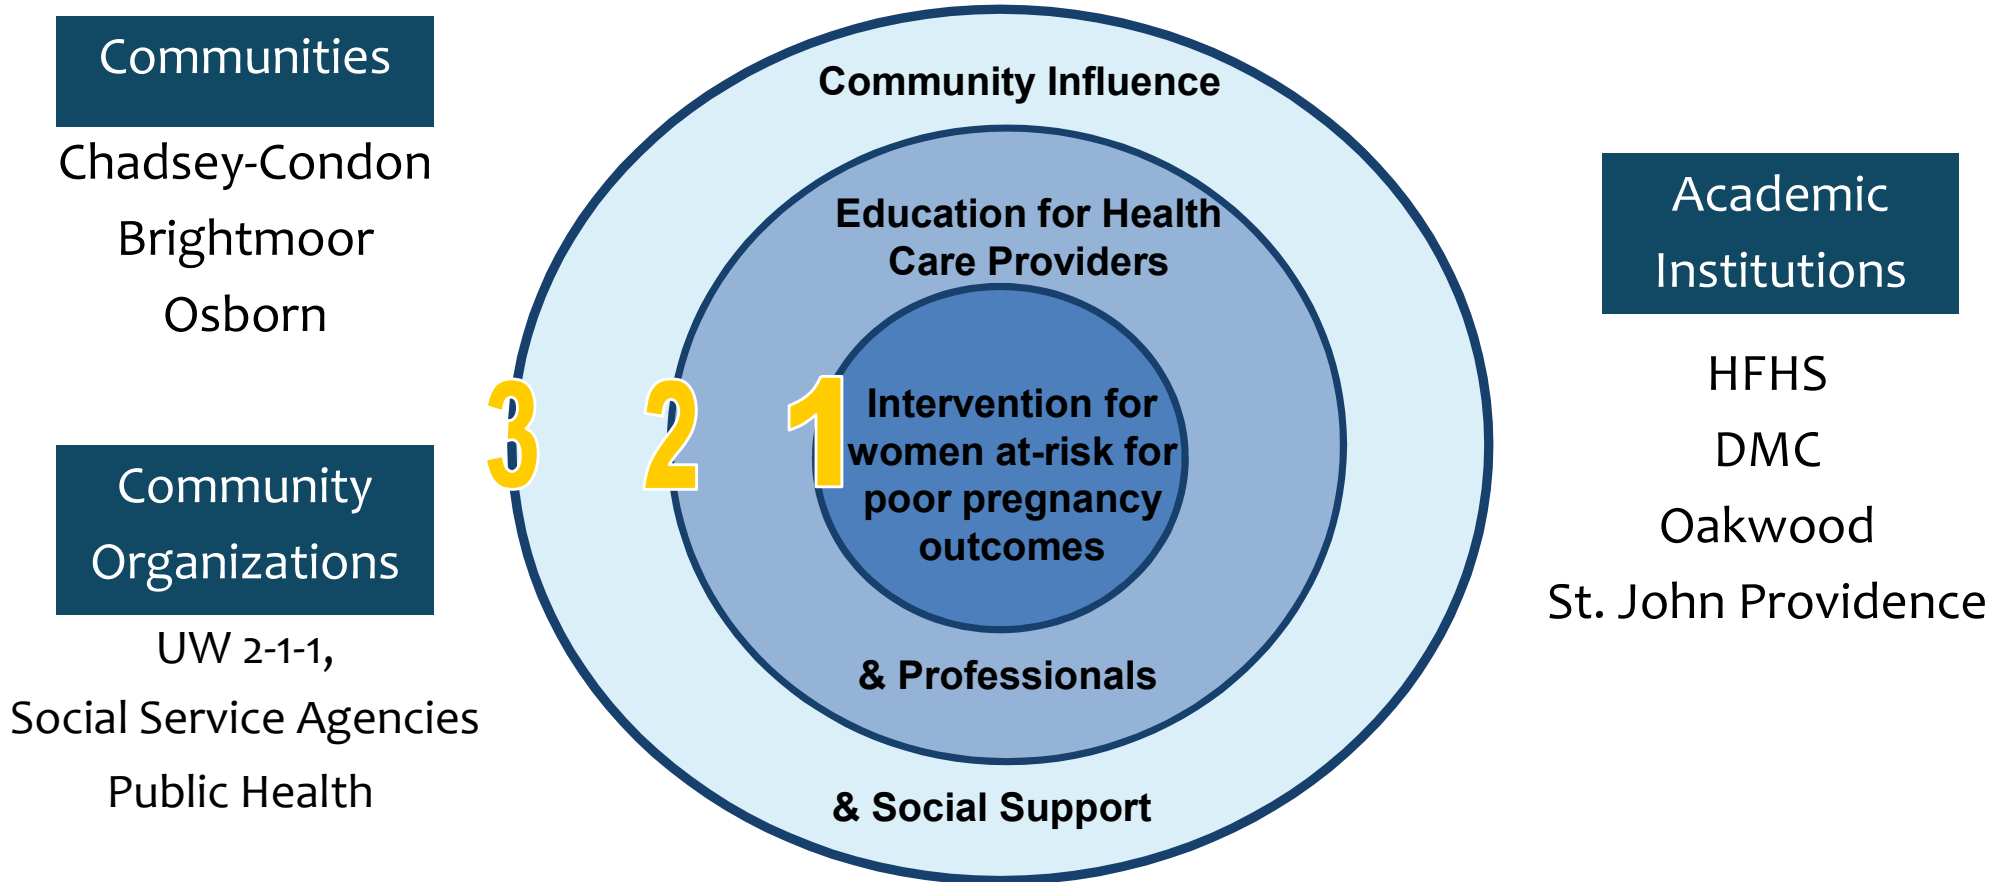 Communities
Chadsey-Condon
Brightmoor
Osborn
Community
Organizations
UW 2-1-1,
Social Service Agencies
Public Health
Community Influence
Education for Health
Care Providers
3
2
1
Intervention for
women at-risk for
poor pregnancy
outcomes
& Professionals
& Social Support
Academic
Institutions
HFHS
DMC
Oakwood
St. John Providence